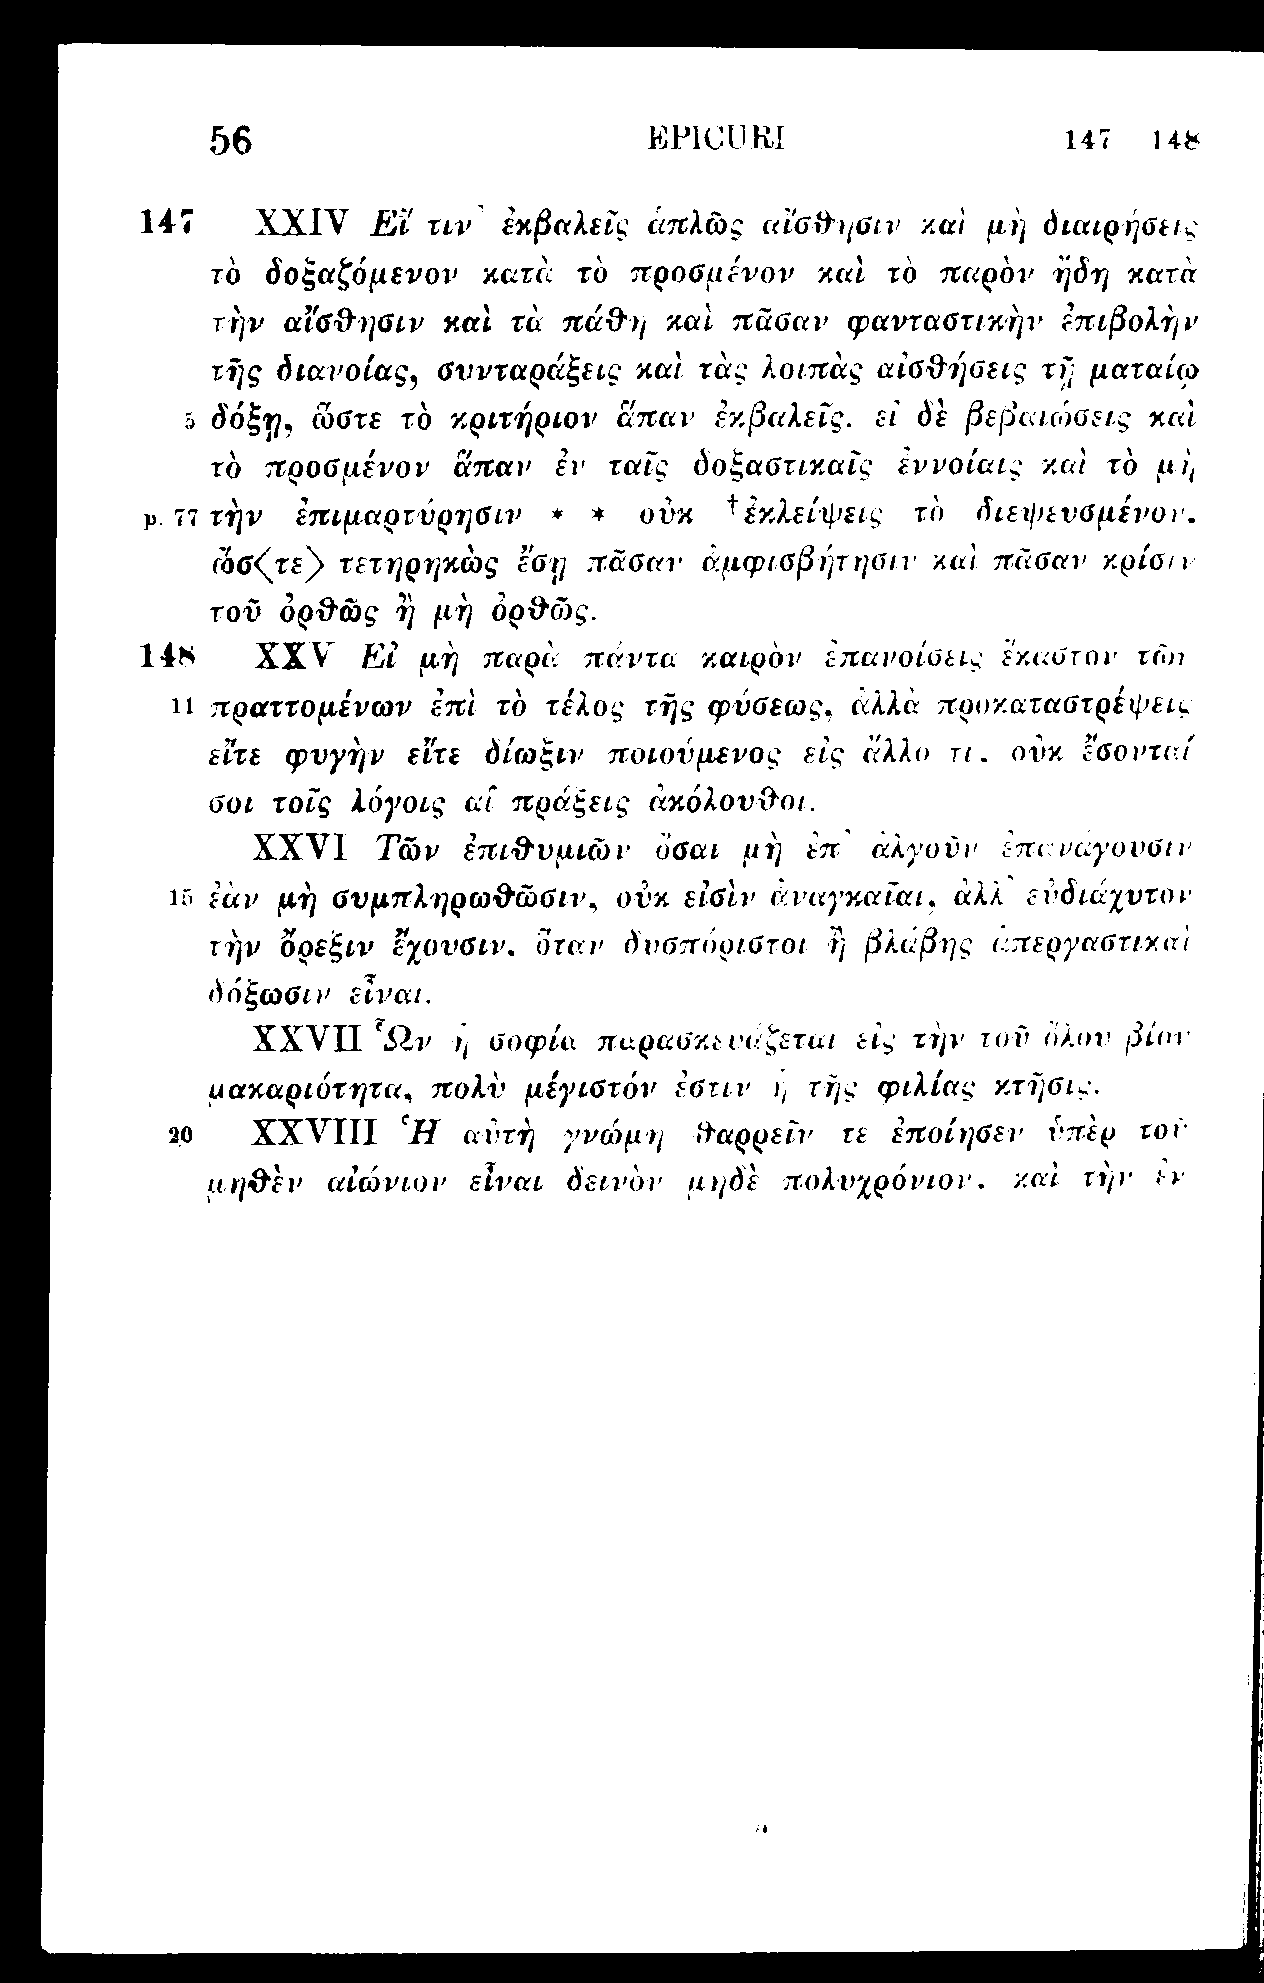 56 EPICURI 147 148
147 XXIV Εἴ τιν' ἐκβαλεῖς ἁπλῶς αἴσθησιν καὶ μὴ διαιρήσεις
τὸ δοξαζόμενον κατὰ τὸ προσμένον καὶ τὸ παρὸν ἤδη κατὰ
τὴν αἴσθησιν καὶ τὰ πάθη καὶ πᾶσαν φανταστικὴν ἐπιβολὴν
τῆς διανοίας, συνταράξεις καὶ τὰς λοιπὰς αἰσθήσεις τῇ ματαίῳ
5 δόξῃ, ὥστε τὸ κριτήριον ἅπαν ἐκβαλεῖς. εἰ δὲ βεβαιώσεις καὶ
τὸ προσμένον ἅπαν ἐν ταῖς δοξαστικαῖς ἐννοίαις καὶ τὸ μὴ
p. 77 τὴν ἐπιμαρτύρησιν * * οὐκ †ἐκλείψεις τὸ διεψευσμένον.
ὥσ<τε> τετηρηκὼς ἔσῃ πᾶσαν ἀμφισβήτησιν καὶ πᾶσαν κρίσιν
τοῦ ὀρθῶς ἢ μὴ ὀρθῶς.
148 XXV Εἰ μὴ παρὰ πάντα καιρὸν ἐπανοίσεις ἕκαστον τῶν
11 πραττομένων ἐπὶ τὸ τέλος τῆς φύσεως, ἀλλὰ προκαταστρέψεις
εἴτε φυγὴν εἴτε δίωξιν ποιούμενος εἰς ἄλλο τι, οὐκ ἔσονταί
σοι τοῖς λόγοις αἱ πράξεις ἀκόλουθοι.
XXVI Τῶν ἐπιθυμιῶν ὅσαι μὴ ἐπ' ἀλγοῦν ἐπανάγουσιν
15 ἐὰν μὴ συμπληρωθῶσιν, οὐκ εἰσὶν ἀναγκαῖαι, ἀλλ' εὐδιάχυτον
τὴν ὄρεξιν ἔχουσιν, ὅταν δυσπόριστοι ἢ βλάβης ἀπεργαστικαὶ
δόξωσιν εἶναι.
XXVII Ὧν ἡ σοφία παρασκευάζεται εἰς τὴν τοῦ ὅλου βίου
μακαριότητα, πολὺ μέγιστόν ἐστιν ἡ τῆς φιλίας κτῆσις.
20 XXVIII Ἡ αὐτὴ γνώμη θαρρεῖν τε ἐποίησεν ὑπὲρ τοῦ
μηθὲν αἰώνιον εἶναι δεινὸν μηδὲ πολυχρόνιον, καὶ τὴν ἐν